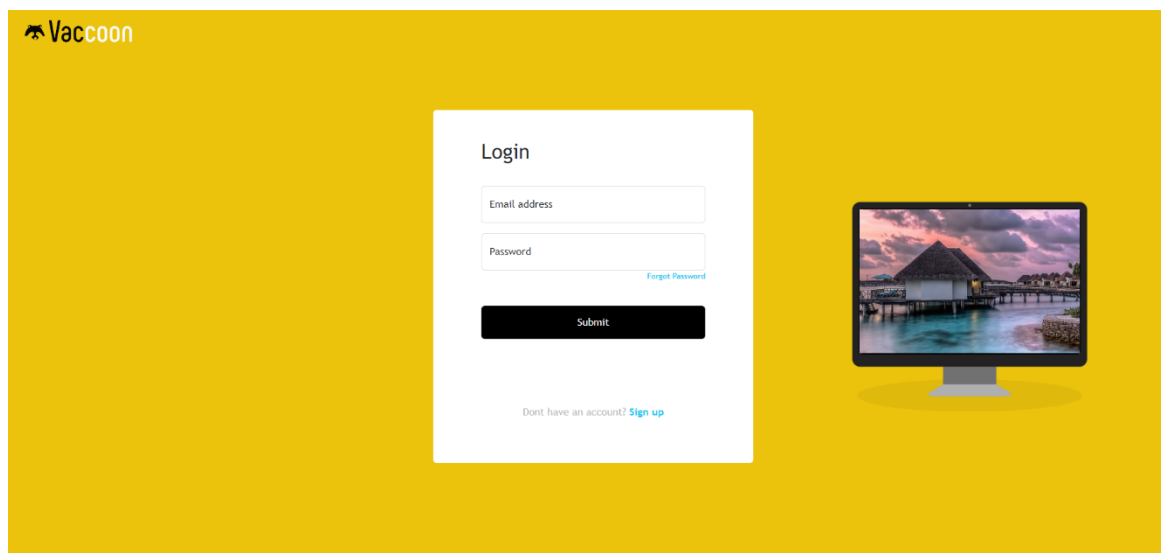 Vaccoon
Login
Email address
Password
Forget Password
Submit
Dont have an account? Sign up